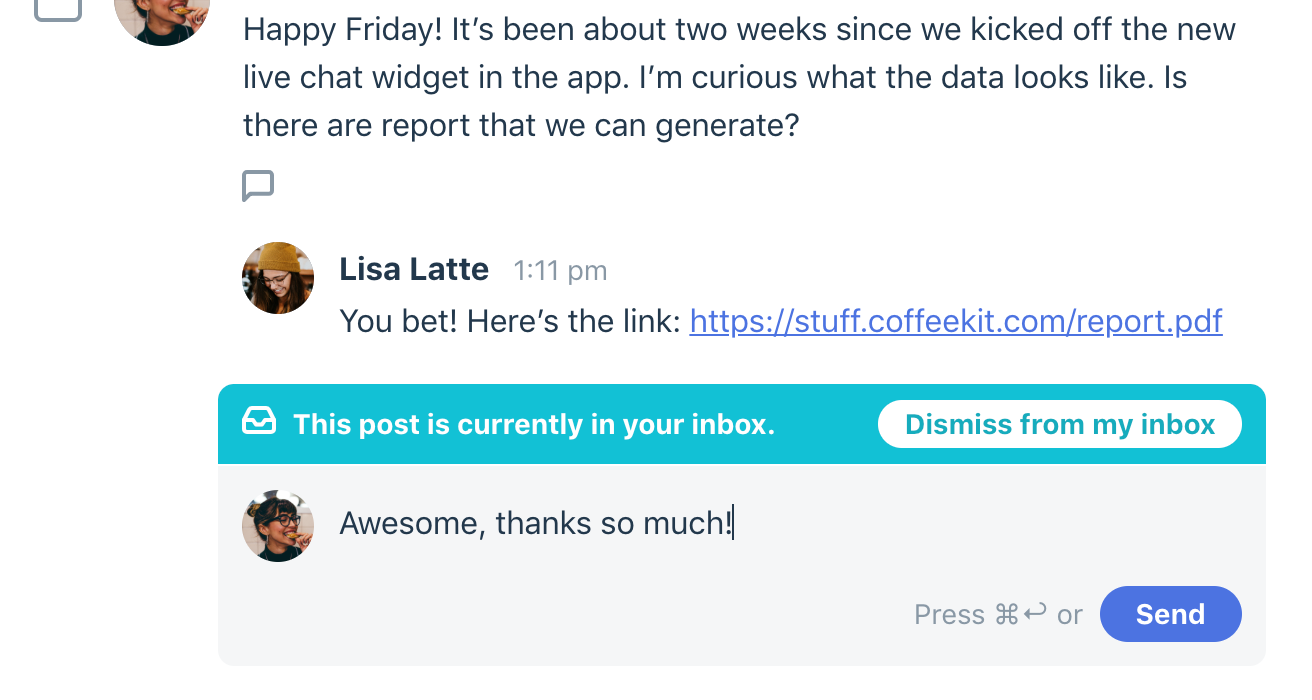 Happy Friday! It’s been about two weeks since we kicked off the new
live chat widget in the app. I’m curious what the data looks like. Is
there are report that we can generate?
Lisa Latte 1:11 pm
You bet! Here’s the link: https://stuff.coffeekit.com/report.pdf
This post is currently in your inbox. Dismiss from my inbox
Awesome, thanks so much!
Press ⌘↩ or Send